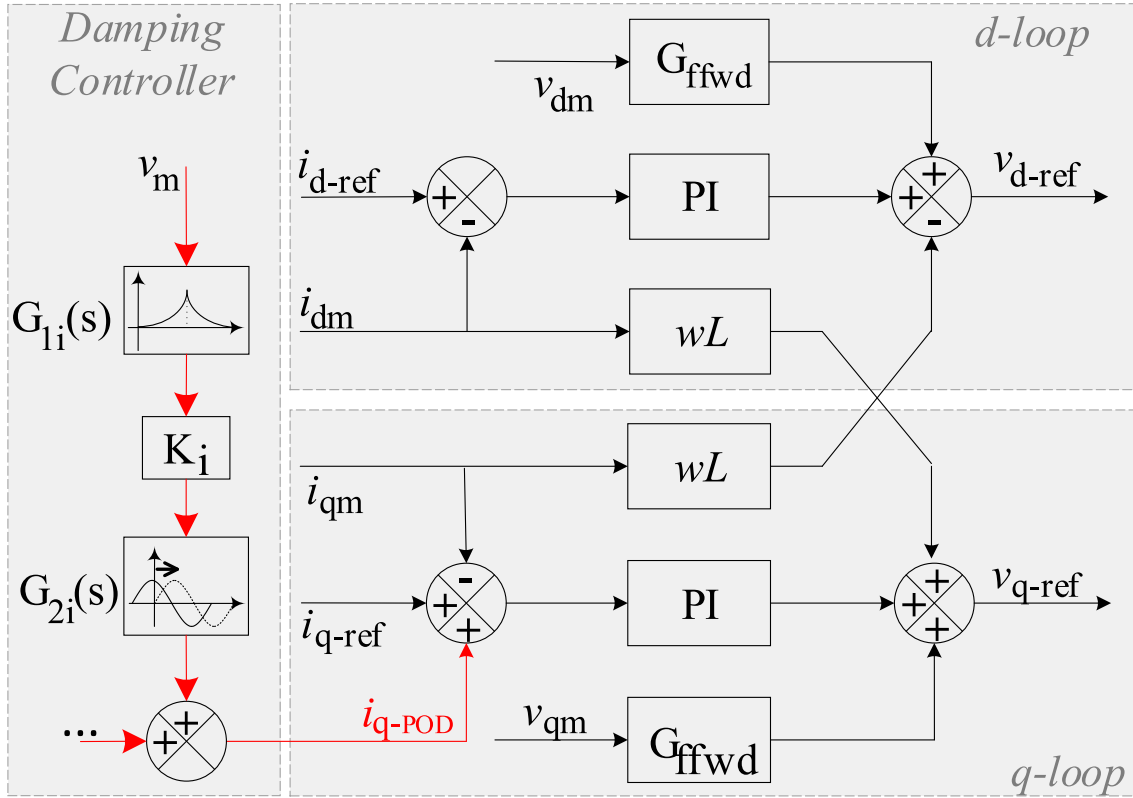 Damping
Controller
v_m
G_1i(s)
K_i
G_2i(s)
+
+
...
i_q-POD
d-loop
v_dm
G_ffwd
i_d-ref
+
-
PI
+
+
-
v_d-ref
i_dm
wL
i_qm
wL
-
+
+
i_q-ref
PI
+
+
+
v_q-ref
v_qm
G_ffwd
q-loop